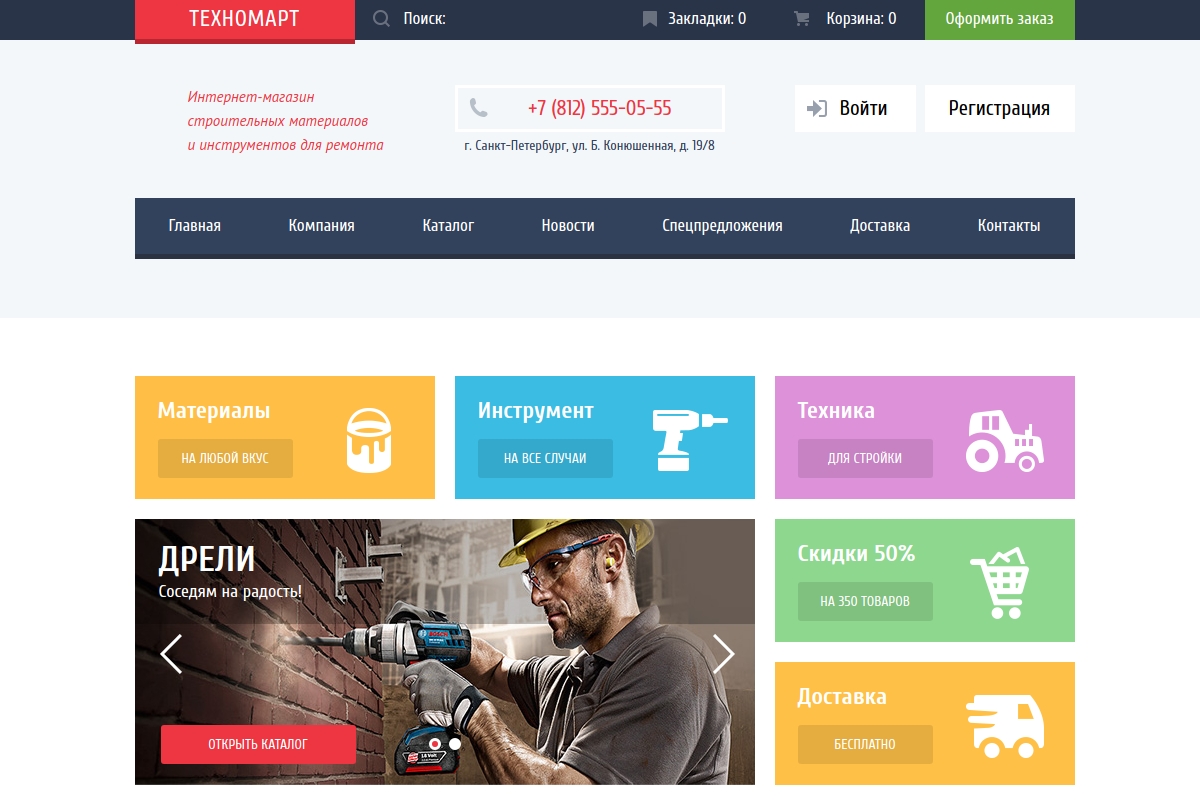 ТЕХНОМАРТ
Поиск:
Закладки: 0
Корзина: 0
Оформить заказ
Интернет-магазин
строительных материалов
и инструментов для ремонта
+7 (812) 555-05-55
г. Санкт-Петербург, ул. Б. Конюшенная, д. 19/8
Войти
Регистрация
Главная
Компания
Каталог
Новости
Спецпредложения
Доставка
Контакты
Материалы
НА ЛЮБОЙ ВКУС
Инструмент
НА ВСЕ СЛУЧАИ
Техника
ДЛЯ СТРОЙКИ
ДРЕЛИ
Соседям на радость!
BOSCH
ОТКРЫТЬ КАТАЛОГ
Скидки 50%
НА 350 ТОВАРОВ
Доставка
БЕСПЛАТНО